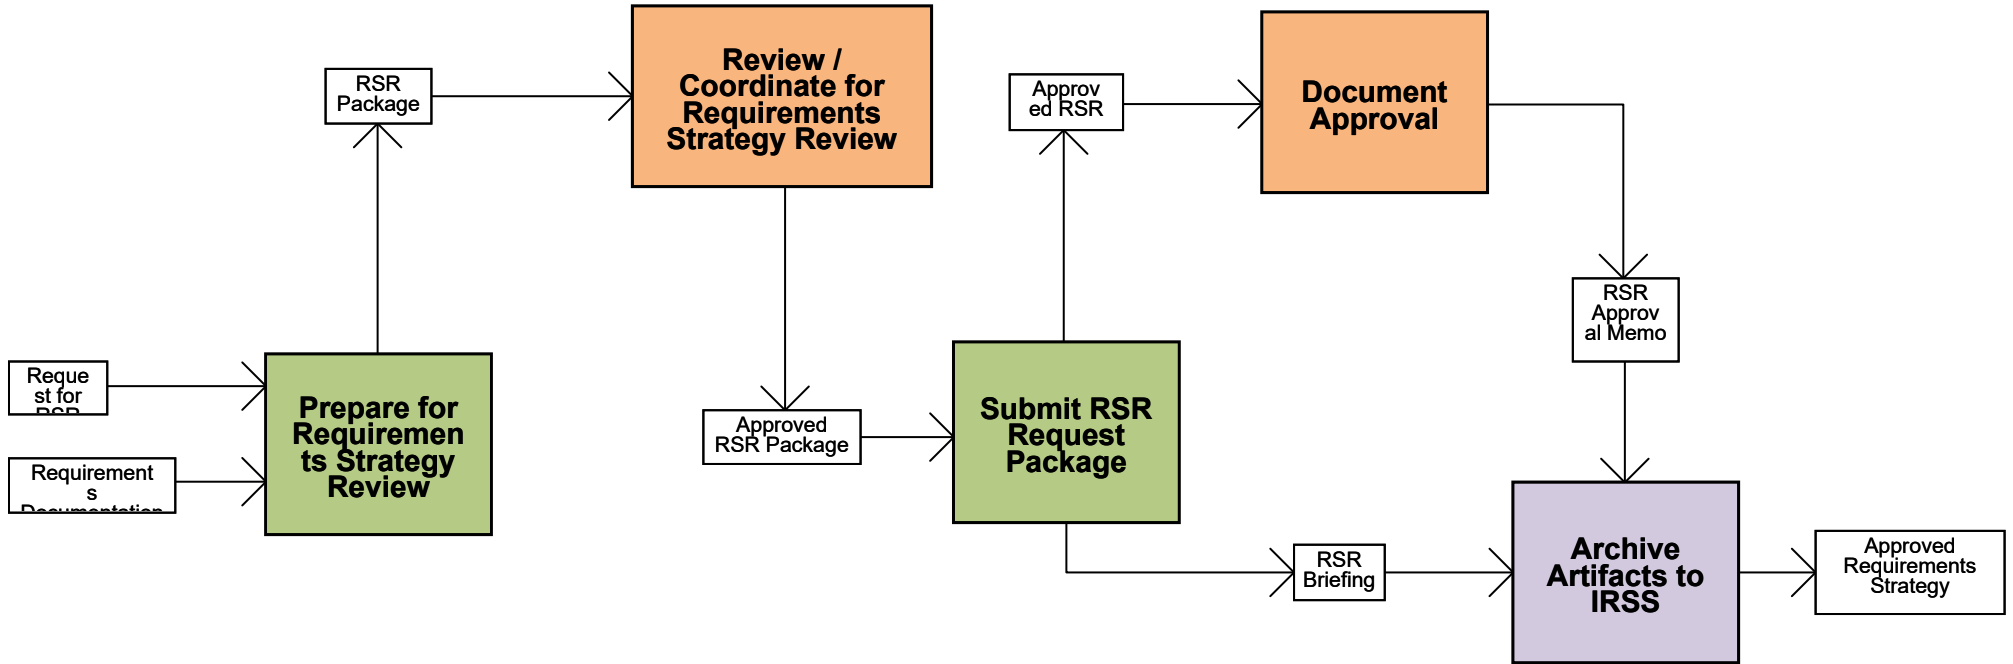 RSR
Package
Review /
Coordinate for
Requirements
Strategy Review
Approv
ed RSR
Document
Approval
RSR
Approv
al Memo
Reque
st for
RSR
Requirement
s
Documentation
Prepare for
Requiremen
ts Strategy
Review
Approved
RSR Package
Submit RSR
Request
Package
RSR
Briefing
Archive
Artifacts to
IRSS
Approved
Requirements
Strategy